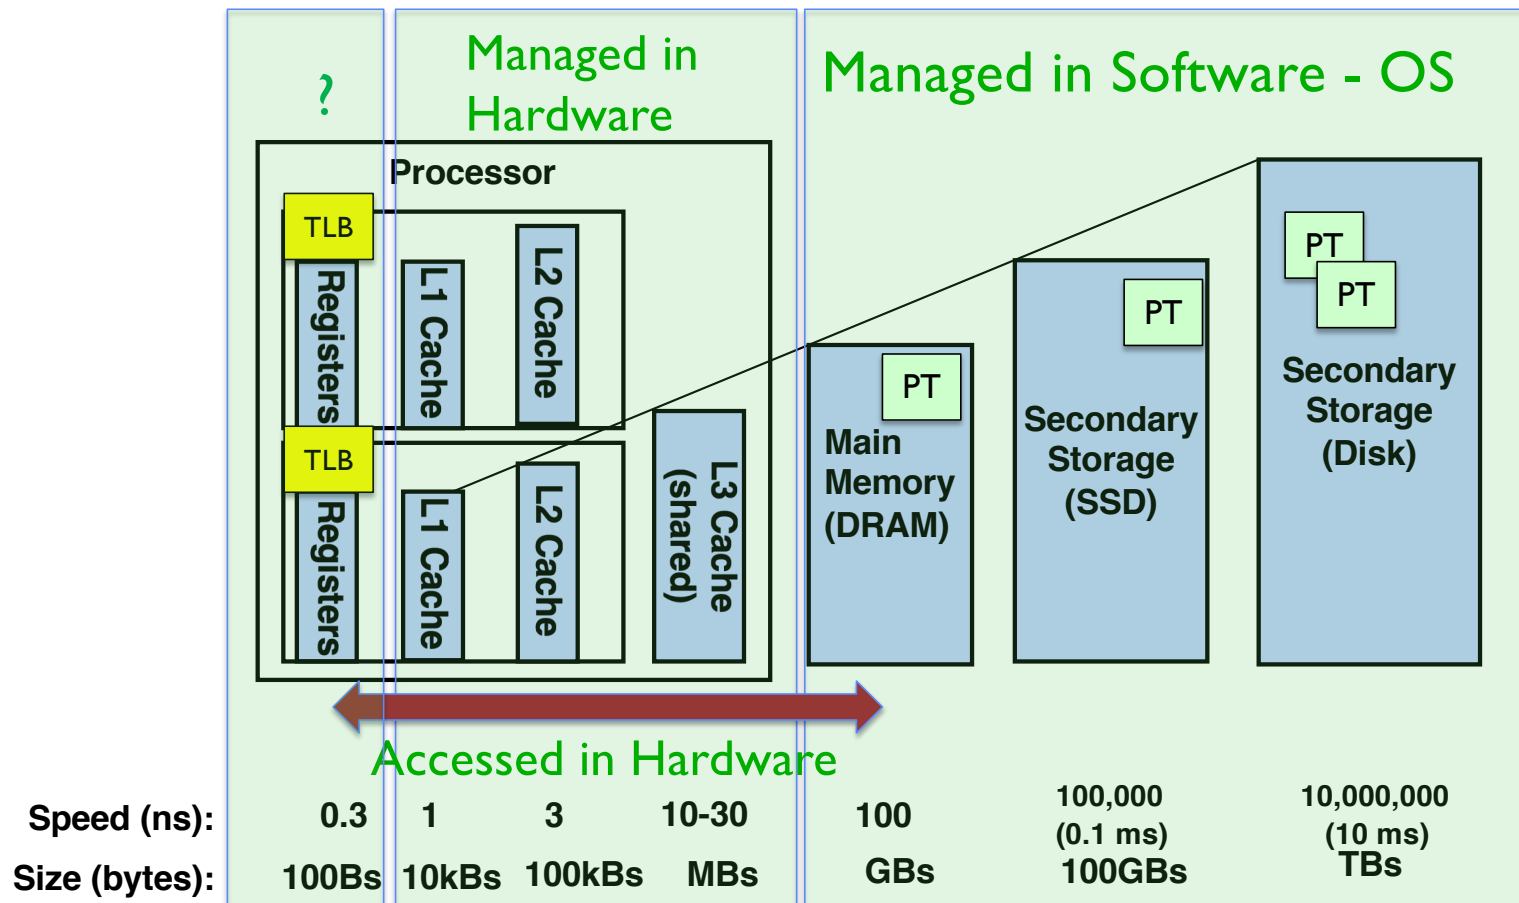 ?
Managed in
Hardware
Managed in Software - OS
Processor
TLB
Registers
L1 Cache
L2 Cache
TLB
Registers
L1 Cache
L2 Cache
L3 Cache
(shared)
PT
Main
Memory
(DRAM)
PT
Secondary
Storage
(SSD)
PT
PT
Secondary
Storage
(Disk)
Accessed in Hardware
Speed (ns): 0.3 1 3 10-30 100 100,000 10,000,000
(0.1 ms) (10 ms)
Size (bytes): 100Bs 10kBs 100kBs MBs GBs 100GBs TBs